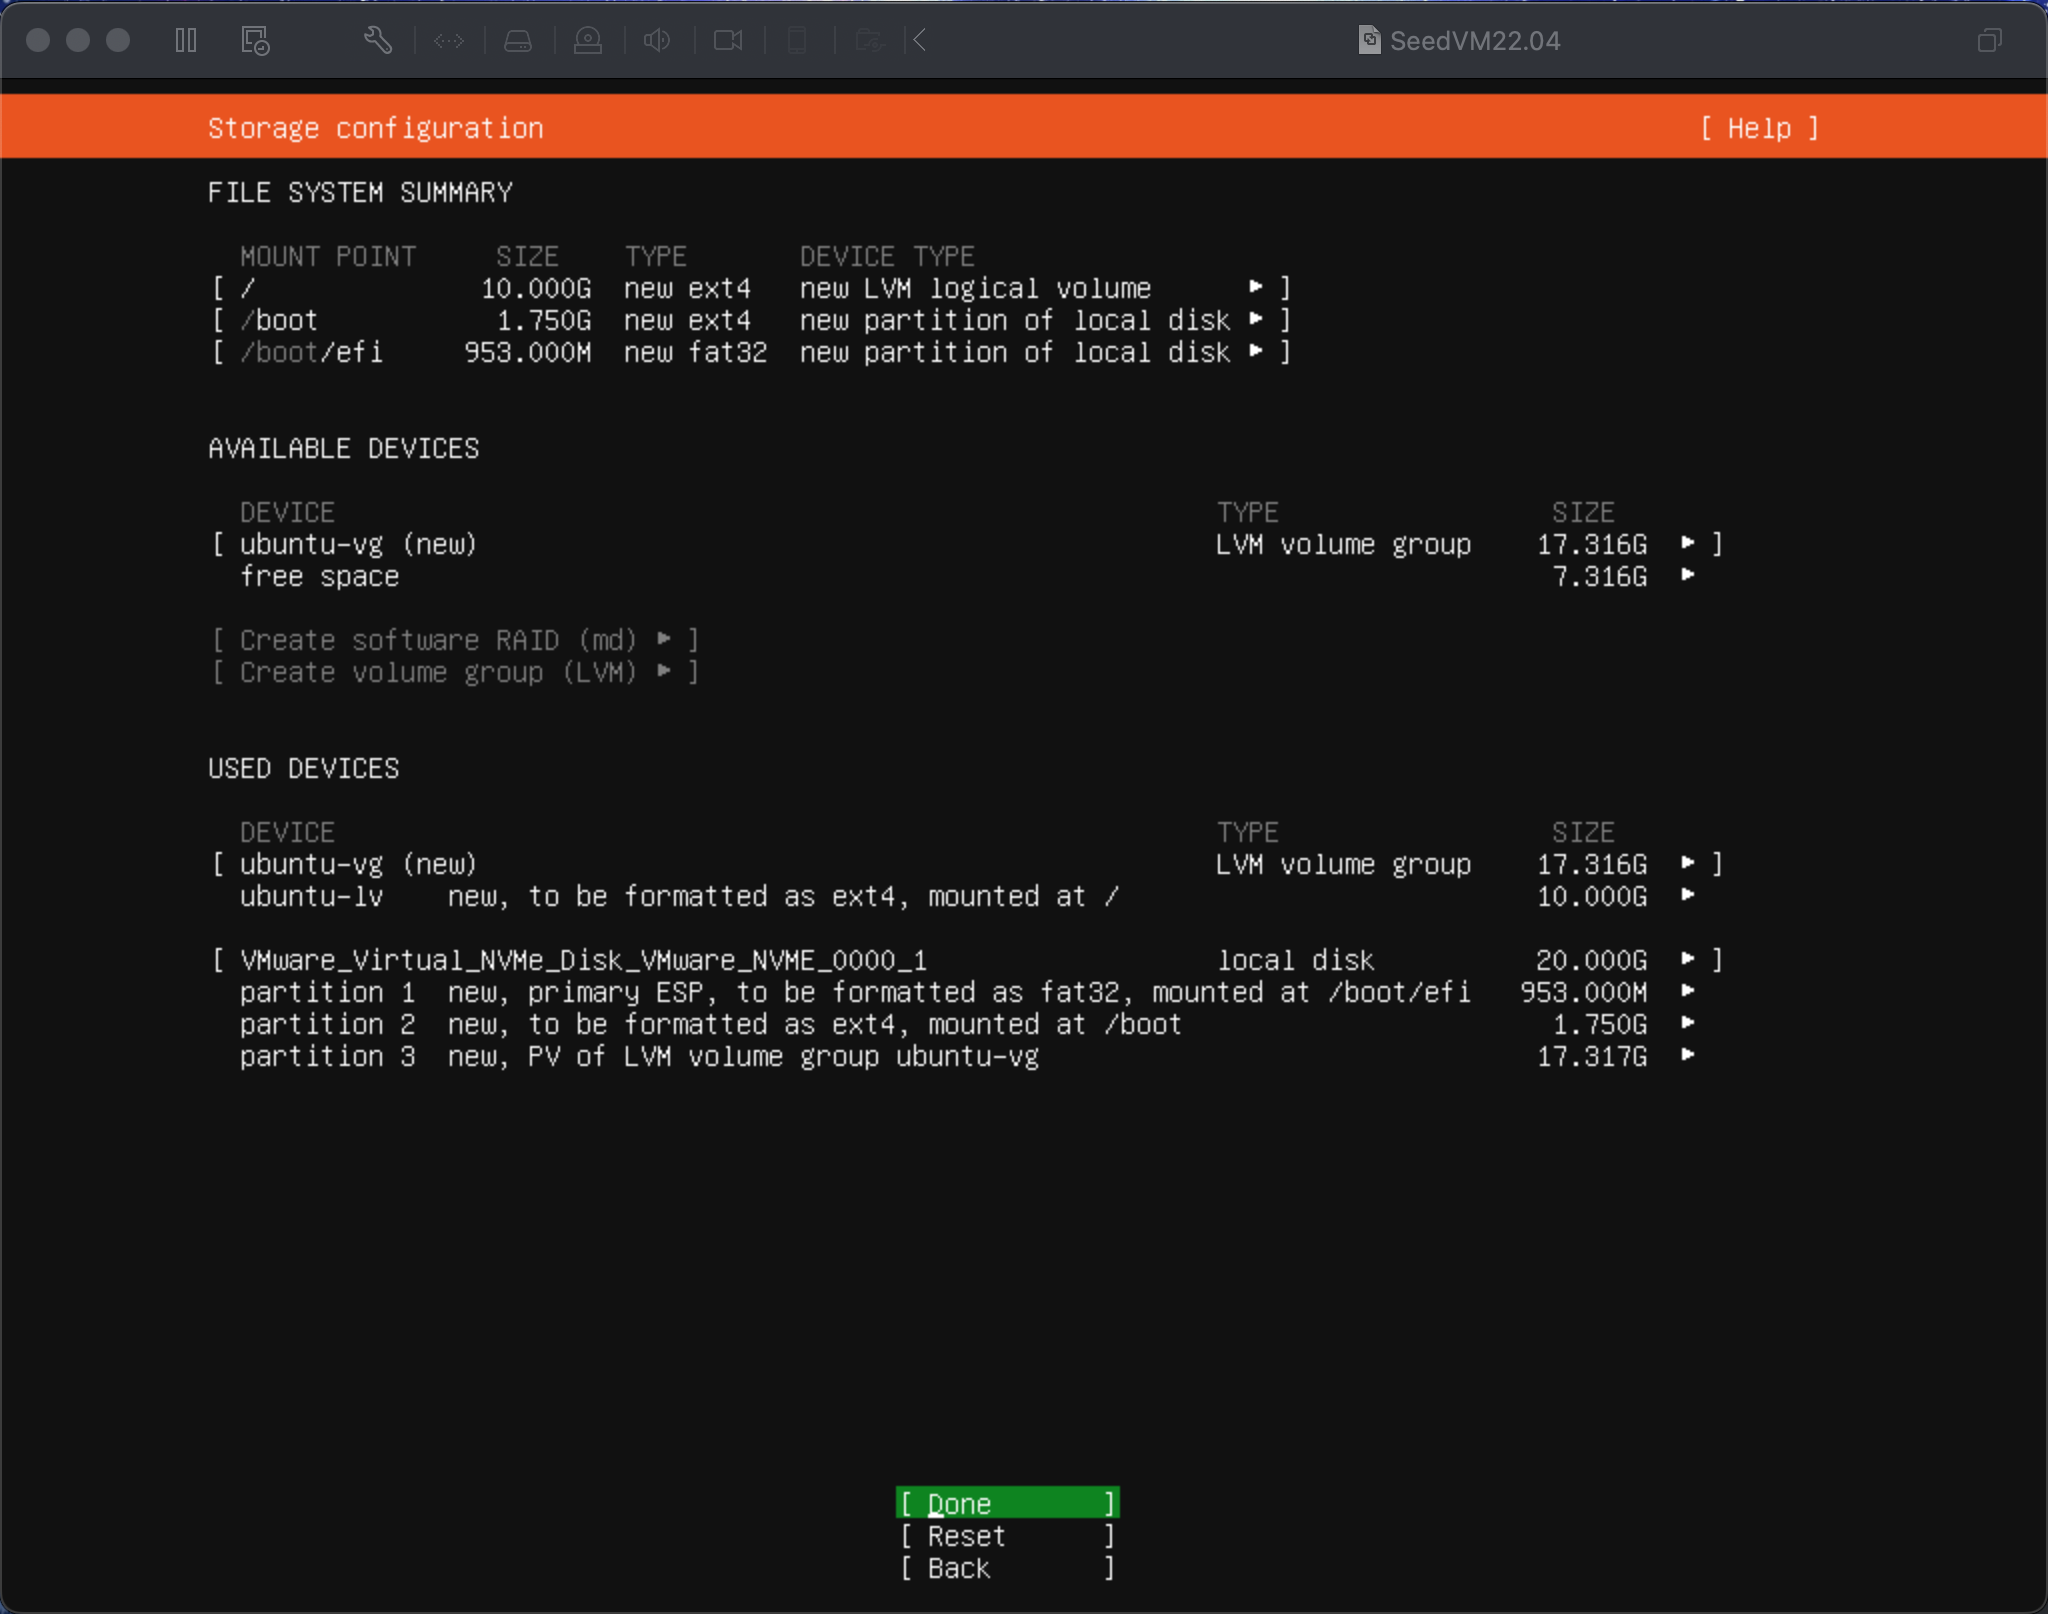 SeedVM22.04
Storage configuration [ Help ]
FILE SYSTEM SUMMARY
MOUNT POINT SIZE TYPE DEVICE TYPE
[ / 10.000G new ext4 new LVM logical volume ▸ ]
[ /boot 1.750G new ext4 new partition of local disk ▸ ]
[ /boot/efi 953.000M new fat32 new partition of local disk ▸ ]
AVAILABLE DEVICES
DEVICE TYPE SIZE
[ ubuntu-vg (new) LVM volume group 17.316G ▸ ]
free space 7.316G ▸
[ Create software RAID (md) ▸ ]
[ Create volume group (LVM) ▸ ]
USED DEVICES
DEVICE TYPE SIZE
[ ubuntu-vg (new) LVM volume group 17.316G ▸ ]
ubuntu-lv new, to be formatted as ext4, mounted at / 10.000G ▸
[ VMware_Virtual_NVMe_Disk_VMware_NVME_0000_1 local disk 20.000G ▸ ]
partition 1 new, primary ESP, to be formatted as fat32, mounted at /boot/efi 953.000M ▸
partition 2 new, to be formatted as ext4, mounted at /boot 1.750G ▸
partition 3 new, PV of LVM volume group ubuntu-vg 17.317G ▸
[ Done ]
[ Reset ]
[ Back ]